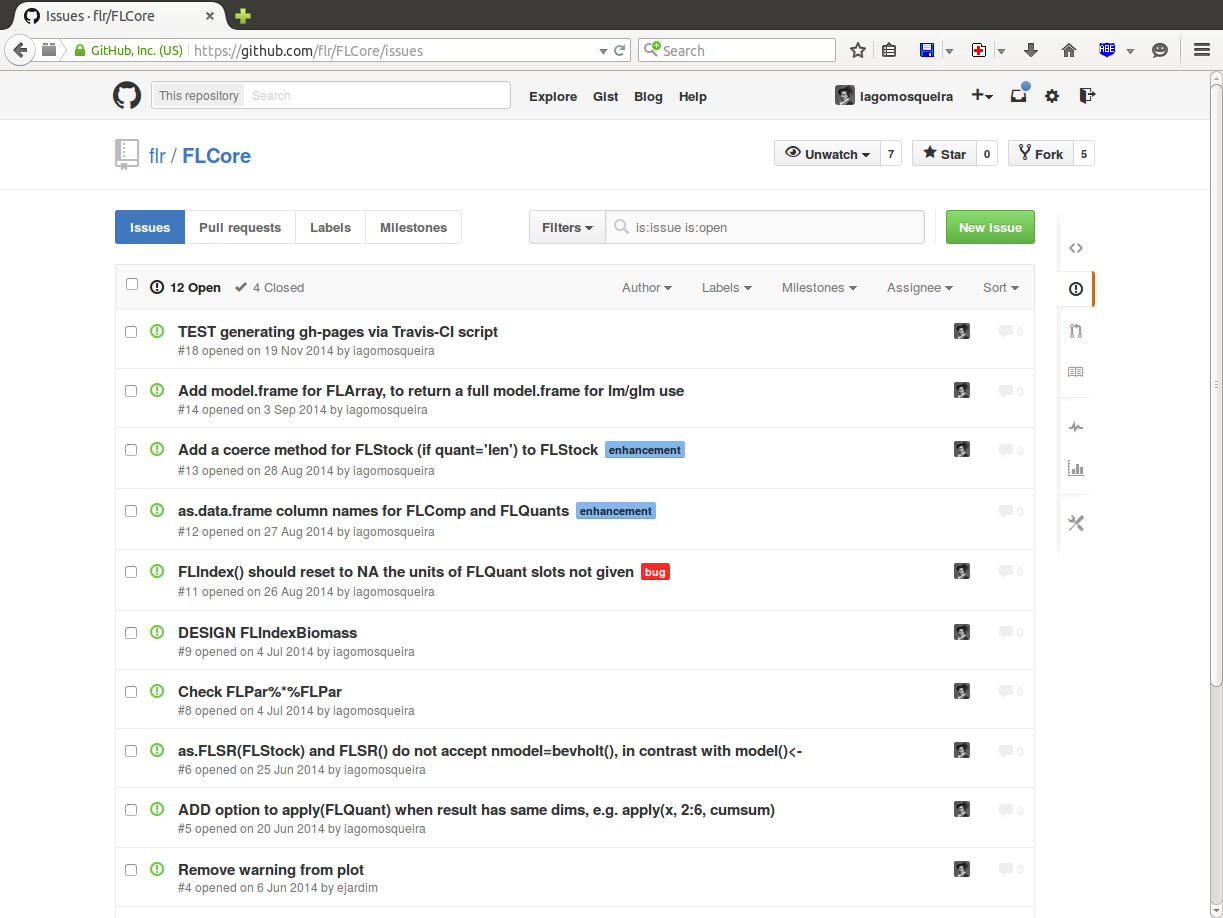 Issues · flr/FLCore
GitHub, Inc. (US) https://github.com/flr/FLCore/issues Search ABE
This repository Search Explore Gist Blog Help iagomosqueira
flr / FLCore Unwatch 7 Star 0 Fork 5
Issues Pull requests Labels Milestones Filters is:issue is:open New issue
12 Open 4 Closed Author Labels Milestones Assignee Sort
TEST generating gh-pages via Travis-CI script 0
#18 opened on 19 Nov 2014 by iagomosqueira
Add model.frame for FLArray, to return a full model.frame for lm/glm use 0
#14 opened on 3 Sep 2014 by iagomosqueira
Add a coerce method for FLStock (if quant='len') to FLStock enhancement 0
#13 opened on 28 Aug 2014 by iagomosqueira
as.data.frame column names for FLComp and FLQuants enhancement 0
#12 opened on 27 Aug 2014 by iagomosqueira
FLIndex() should reset to NA the units of FLQuant slots not given bug 0
#11 opened on 26 Aug 2014 by iagomosqueira
DESIGN FLIndexBiomass 0
#9 opened on 4 Jul 2014 by iagomosqueira
Check FLPar%*%FLPar 0
#8 opened on 4 Jul 2014 by iagomosqueira
as.FLSR(FLStock) and FLSR() do not accept nmodel=bevholt(), in contrast with model()<- 0
#6 opened on 25 Jun 2014 by iagomosqueira
ADD option to apply(FLQuant) when result has same dims, e.g. apply(x, 2:6, cumsum) 0
#5 opened on 20 Jun 2014 by iagomosqueira
Remove warning from plot 0
#4 opened on 6 Jun 2014 by ejardim